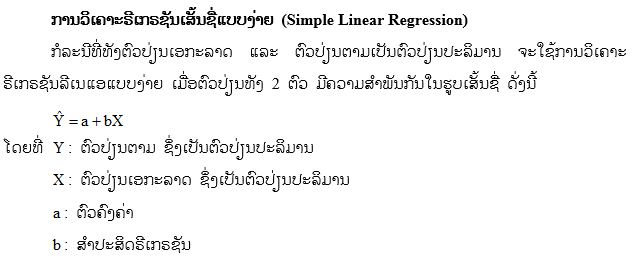 ການວິເຄາະຣີເກຣຊັນເສັ້ນຊື່ແບບງ່າຍ (Simple Linear Regression)
ກໍລະນີທີ່ທັງຕົວປ່ຽນເອກະລາດ ແລະ ຕົວປ່ຽນຕາມເປັນຕົວປ່ຽນປະລິມານ ຈະໃຊ້ການວິເຄາະ
ຣີເກຣຊັນລີເນແອແບບງ່າຍ ເມື່ອຕົວປ່ຽນທັງ 2 ຕົວ ມີຄວາມສຳພັນກັນໃນຮູບເສັ້ນຊື່ ດັ່ງນີ້
Ŷ = a + bX
ໂດຍທີ່ Y : ຕົວປ່ຽນຕາມ ຊຶ່ງເປັນຕົວປ່ຽນປະລິມານ
X : ຕົວປ່ຽນເອກະລາດ ຊຶ່ງເປັນຕົວປ່ຽນປະລິມານ
a : ຕົວຄົງຄ່າ
b : ສຳປະສິດຣີເກຣຊັນ